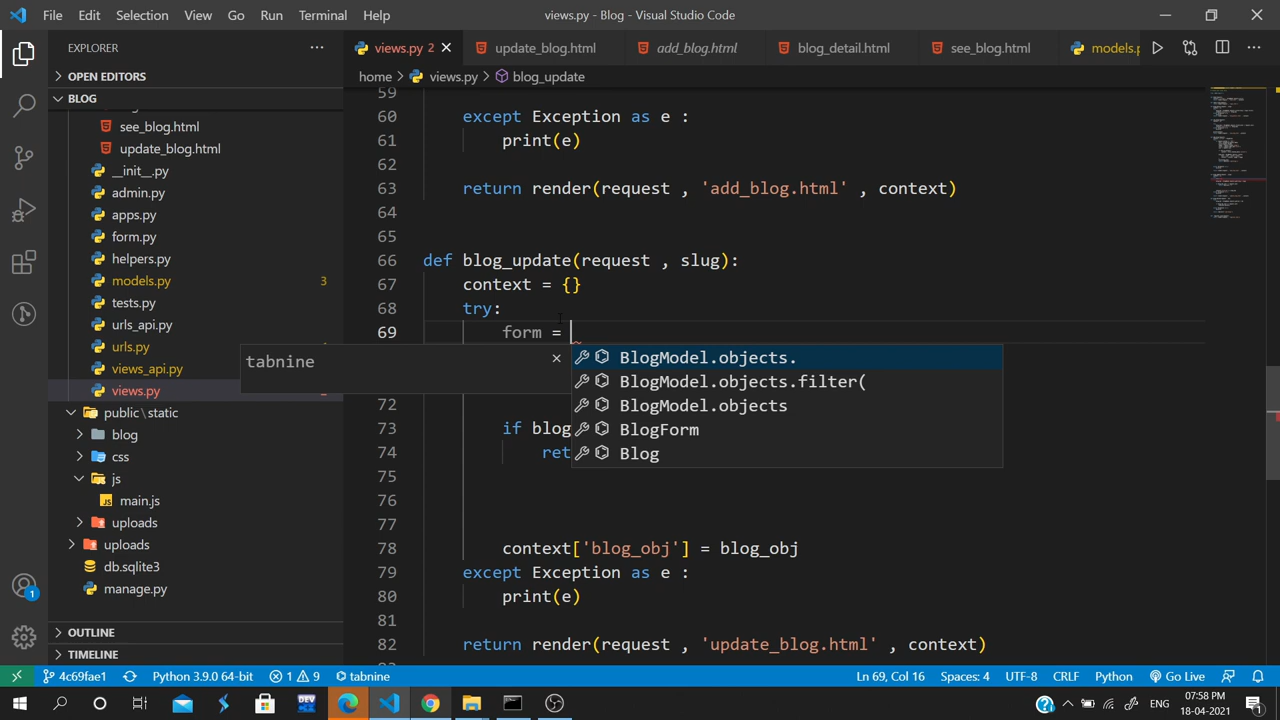 File Edit Selection View Go Run Terminal Help views.py - Blog - Visual Studio Code
EXPLORER
views.py 2 update_blog.html add_blog.html blog_detail.html see_blog.html models.p
OPEN EDITORS
home > views.py > blog_update
BLOG
see_blog.html
update_blog.html
__init__.py
admin.py
apps.py
form.py
helpers.py
models.py 3
tests.py
urls_api.py
urls.py
views_api.py
views.py
public\static
blog
css
js
main.js
uploads
uploads
db.sqlite3
manage.py
OUTLINE
TIMELINE
59
60 except Exception as e :
61 print(e)
62
63 return render(request , 'add_blog.html' , context)
64
65
66 def blog_update(request , slug):
67 context = {}
68 try:
69 form =
tabnine
BlogModel.objects.
BlogModel.objects.filter(
BlogModel.objects
BlogForm
Blog
72
73 if blog
74 ret
75
76
77
78 context['blog_obj'] = blog_obj
79 except Exception as e :
80 print(e)
81
82 return render(request , 'update_blog.html' , context)
4c69fae1 Python 3.9.0 64-bit 1 9 tabnine Ln 69, Col 16 Spaces: 4 UTF-8 CRLF Python Go Live
1
ENG 07:58 PM
18-04-2021 1